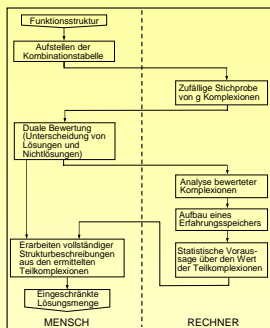 Funktionsstruktur
Aufstellen der
Kombinationstabelle
Zufällige Stichprobe
von g Komplexionen
Duale Bewertung
(Unterscheidung von
Lösungen und
Nichtlösungen)
Analyse bewerteter
Komplexionen
Aufbau eines
Erfahrungsspeichers
Erarbeiten vollständiger
Strukturbeschreibungen
aus den ermittelten
Teilkomplexionen
Statistische Voraus-
sage über den Wert
der Teilkomplexionen
Eingeschränkte
Lösungsmenge
MENSCH
RECHNER